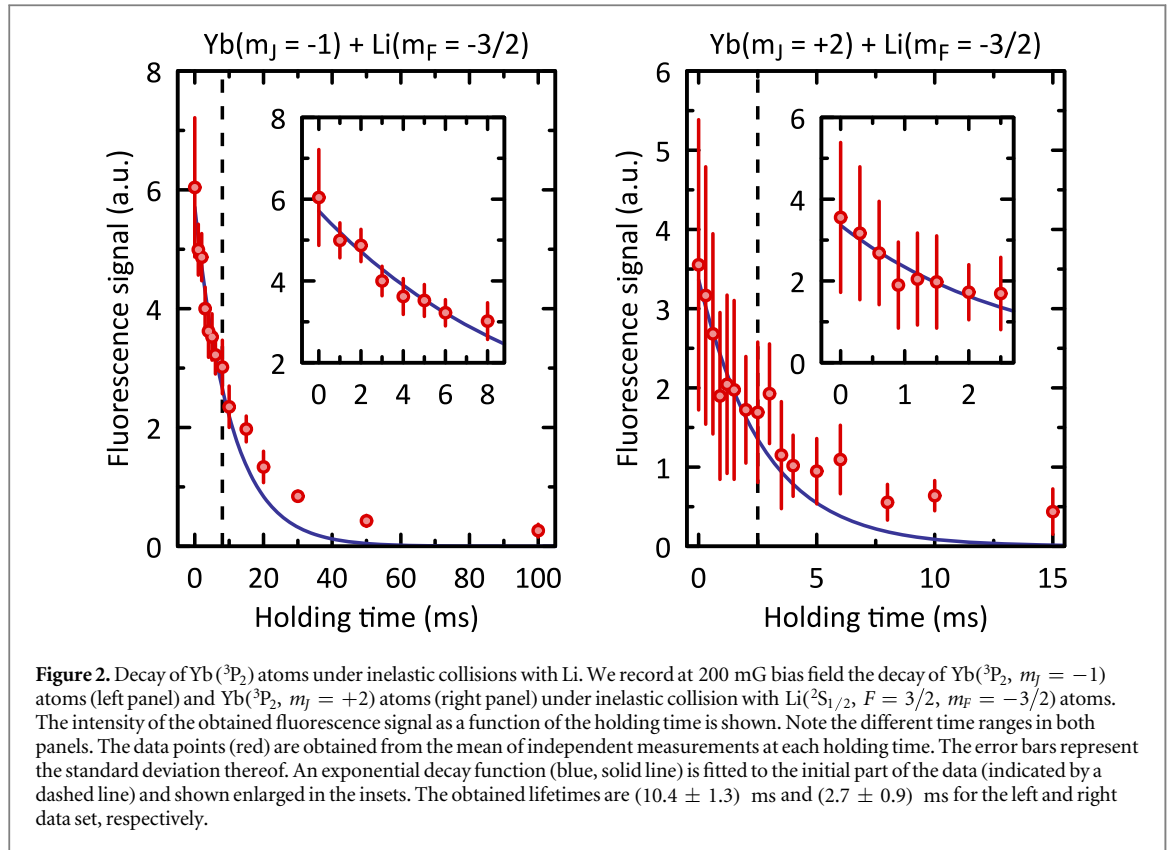 Yb(m_J = -1) + Li(m_F = -3/2)
Fluorescence signal (a.u.)
8
6
4
2
0
0 20 40 60 80 100
Holding time (ms)
8
6
4
2
0 2 4 6 8
Yb(m_J = +2) + Li(m_F = -3/2)
Fluorescence signal (a.u.)
6
5
4
3
2
1
0
0 5 10 15
Holding time (ms)
6
4
2
0
0 1 2
Figure 2. Decay of Yb(³P₂) atoms under inelastic collisions with Li. We record at 200 mG bias field the decay of Yb(³P₂, m_J = −1)
atoms (left panel) and Yb(³P₂, m_J = +2) atoms (right panel) under inelastic collision with Li(²S₁/₂, F = 3/2, m_F = −3/2) atoms.
The intensity of the obtained fluorescence signal as a function of the holding time is shown. Note the different time ranges in both
panels. The data points (red) are obtained from the mean of independent measurements at each holding time. The error bars represent
the standard deviation thereof. An exponential decay function (blue, solid line) is fitted to the initial part of the data (indicated by a
dashed line) and shown enlarged in the insets. The obtained lifetimes are (10.4 ± 1.3) ms and (2.7 ± 0.9) ms for the left and right
data set, respectively.